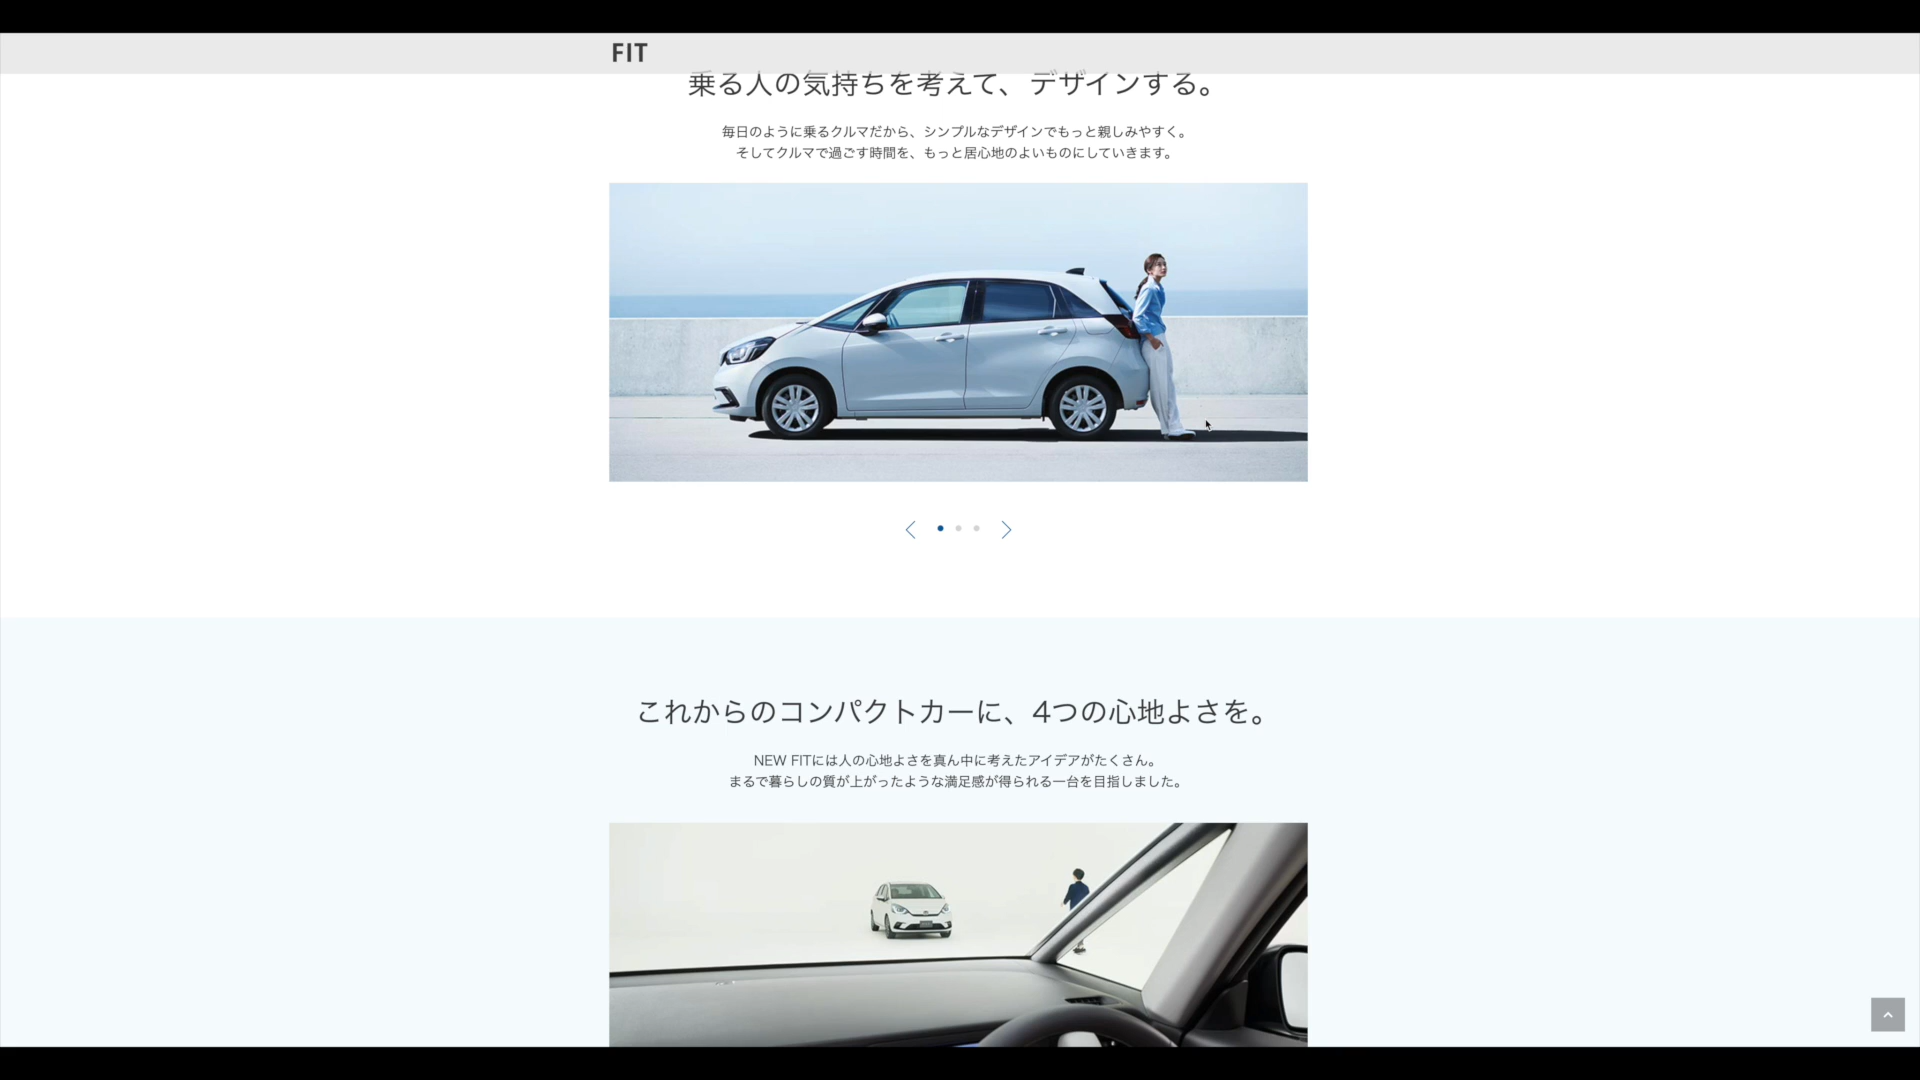 FIT
乗る人の気持ちを考えて、デザインする。
毎日のように乗るクルマだから、シンプルなデザインでもっと親しみやすく。
そしてクルマで過ごす時間を、もっと居心地のよいものにしていきます。
これからのコンパクトカーに、4つの心地よさを。
NEW FITには人の心地よさを真ん中に考えたアイデアがたくさん。
まるで暮らしの質が上がったような満足感が得られる一台を目指しました。